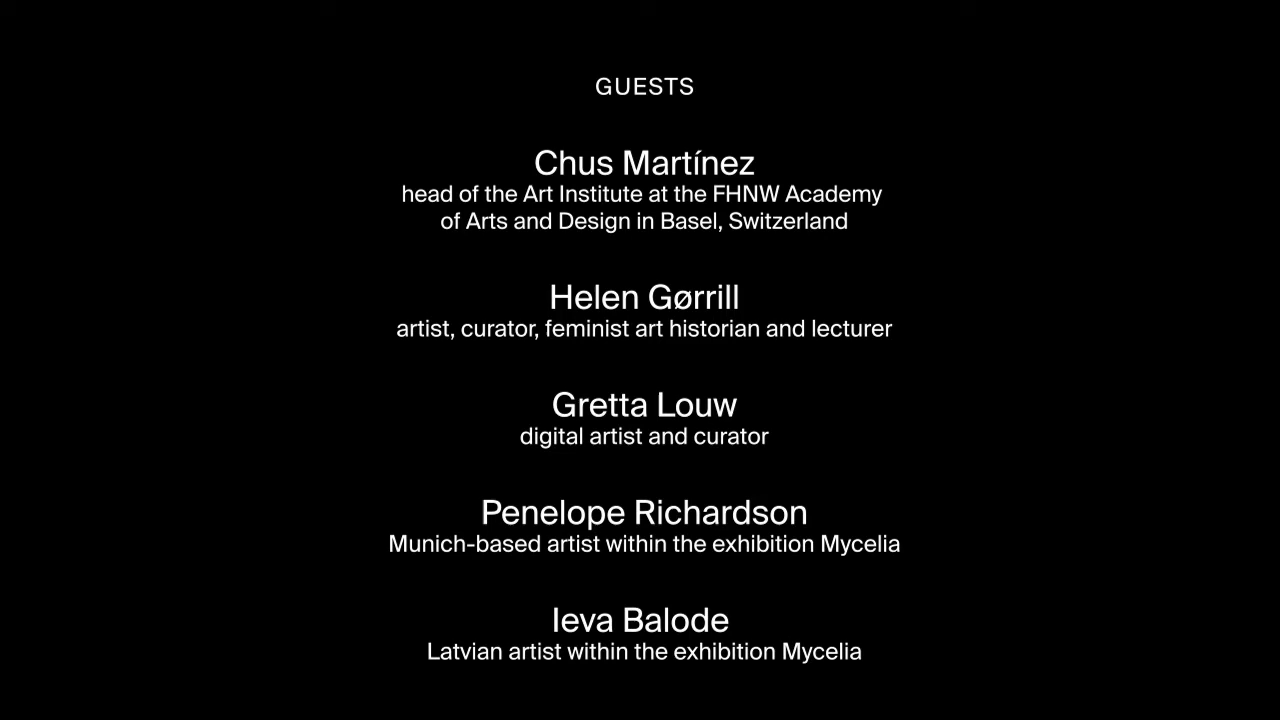 GUESTS
Chus Martínez
head of the Art Institute at the FHNW Academy
of Arts and Design in Basel, Switzerland
Helen Gørrill
artist, curator, feminist art historian and lecturer
Gretta Louw
digital artist and curator
Penelope Richardson
Munich-based artist within the exhibition Mycelia
Ieva Balode
Latvian artist within the exhibition Mycelia